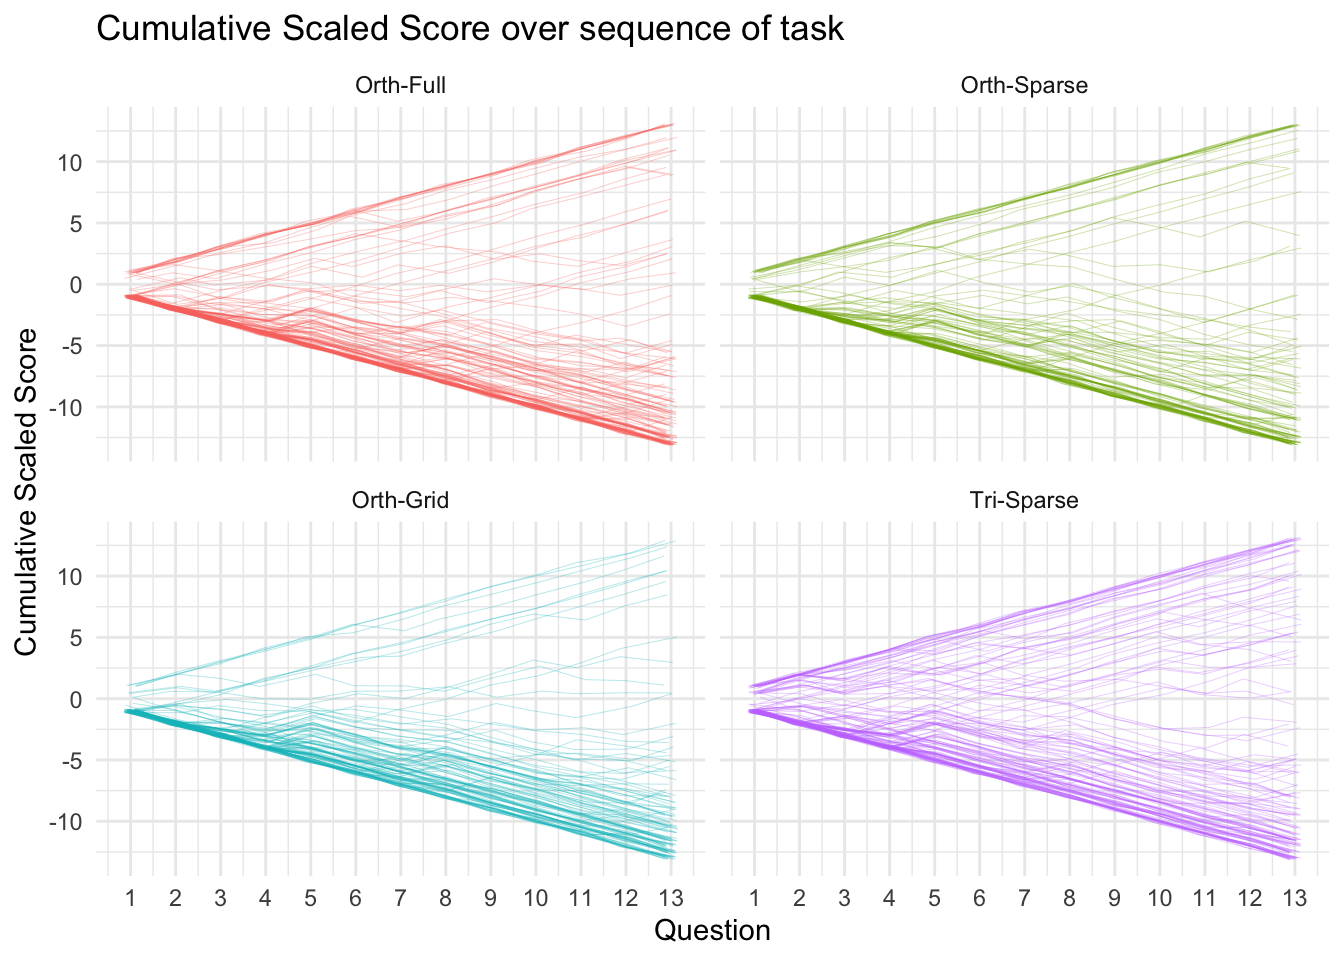 Cumulative Scaled Score over sequence of task
Orth-Full
Orth-Sparse
10
5
0
-5
-10
Cumulative Scaled Score
Orth-Grid
Tri-Sparse
10
5
0
-5
-10
1 2 3 4 5 6 7 8 9 10 11 12 13
1 2 3 4 5 6 7 8 9 10 11 12 13
Question